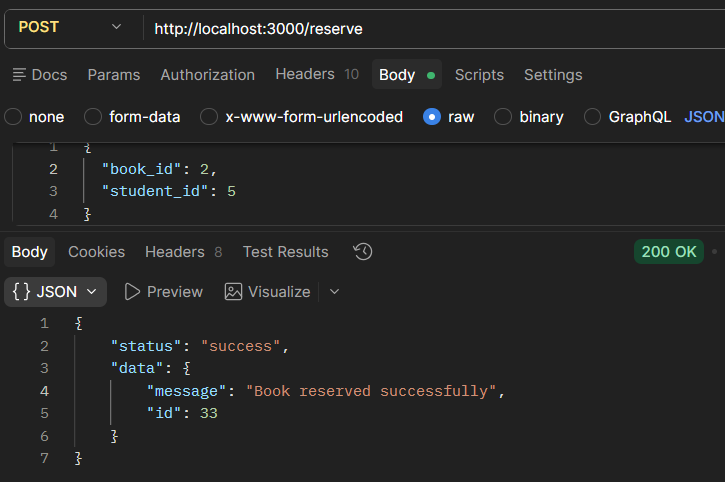 POST http://localhost:3000/reserve
Docs Params Authorization Headers 10 Body Scripts Settings
none form-data x-www-form-urlencoded raw binary GraphQL JSON
1 {
2 "book_id": 2,
3 "student_id": 5
4 }
Body Cookies Headers 8 Test Results 200 OK
{} JSON Preview Visualize
1 {
2 "status": "success",
3 "data": {
4 "message": "Book reserved successfully",
5 "id": 33
6 }
7 }